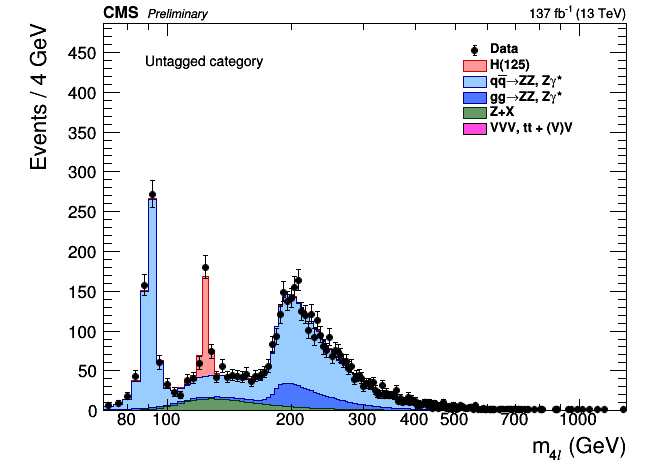 CMS Preliminary 137 fb⁻¹ (13 TeV)
Events / 4 GeV
Untagged category
Data
H(125)
qq̄→ZZ, Zγ*
gg→ZZ, Zγ*
Z+X
VVV, tt + (V)V
450
400
350
300
250
200
150
100
50
0
80 100 200 300 400 500 700 1000
m4l (GeV)